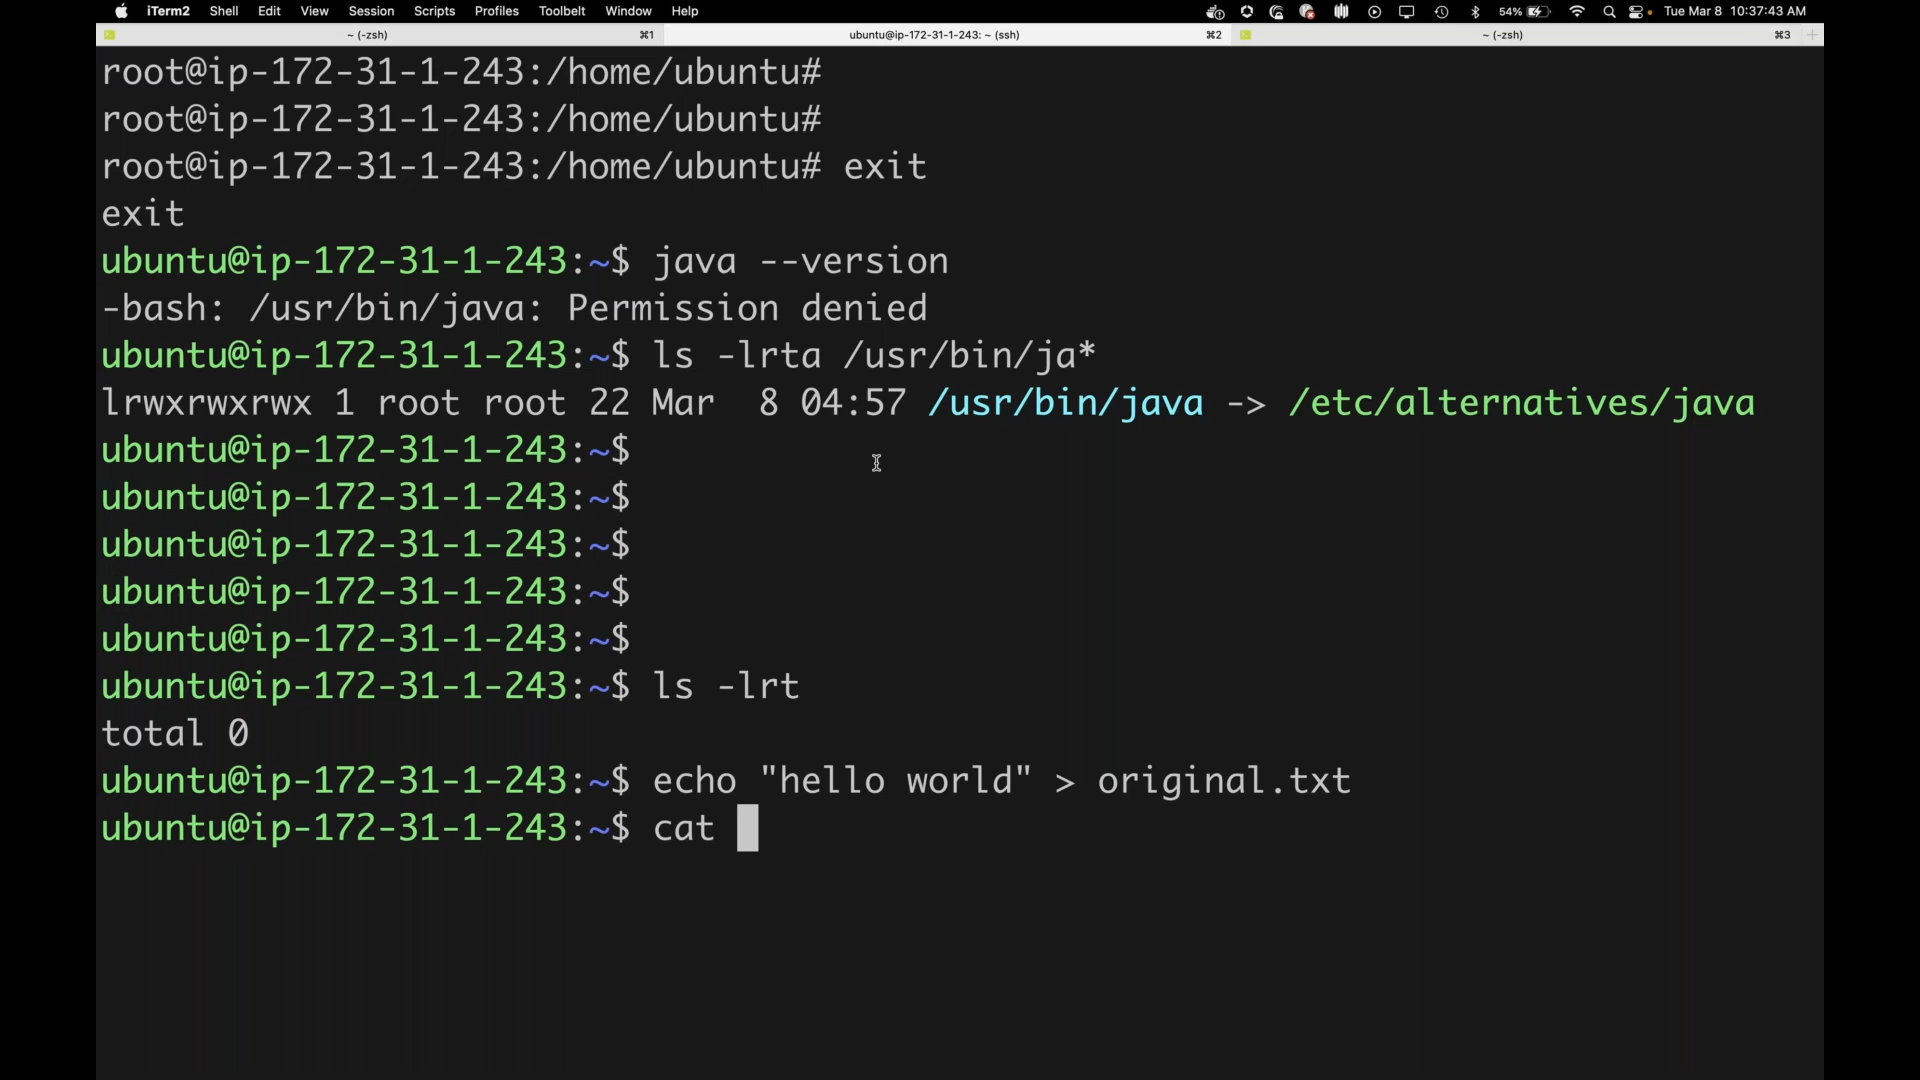 iTerm2 Shell Edit View Session Scripts Profiles Toolbelt Window Help 54% Tue Mar 8 10:37:43 AM
~ (-zsh) ⌘1 ubuntu@ip-172-31-1-243: ~ (ssh) ⌘2 ~ (-zsh) ⌘3
root@ip-172-31-1-243:/home/ubuntu#
root@ip-172-31-1-243:/home/ubuntu#
root@ip-172-31-1-243:/home/ubuntu# exit
exit
ubuntu@ip-172-31-1-243:~$ java --version
-bash: /usr/bin/java: Permission denied
ubuntu@ip-172-31-1-243:~$ ls -lrta /usr/bin/ja*
lrwxrwxrwx 1 root root 22 Mar  8 04:57 /usr/bin/java -> /etc/alternatives/java
ubuntu@ip-172-31-1-243:~$
ubuntu@ip-172-31-1-243:~$
ubuntu@ip-172-31-1-243:~$
ubuntu@ip-172-31-1-243:~$
ubuntu@ip-172-31-1-243:~$
ubuntu@ip-172-31-1-243:~$ ls -lrt
total 0
ubuntu@ip-172-31-1-243:~$ echo "hello world" > original.txt
ubuntu@ip-172-31-1-243:~$ cat